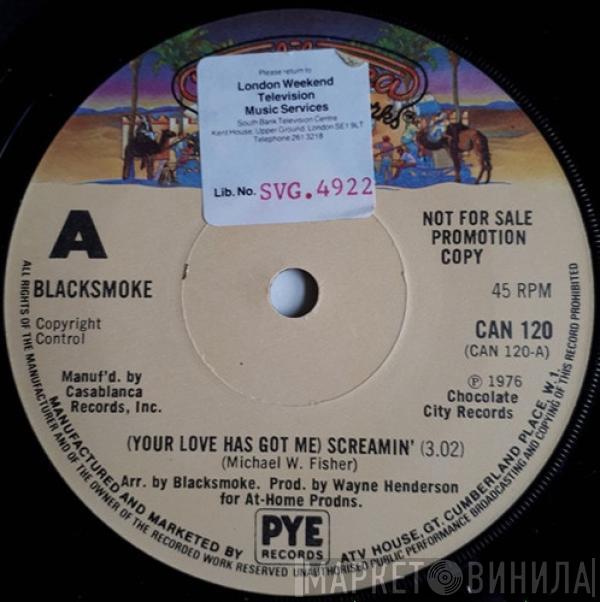 Please return to
London Weekend
Television
Music Services
South Bank Television Centre
Kent House, Upper Ground, London SE1 9LT
Telephone 261 3218
Lib. No. SVG.4922
A
NOT FOR SALE
PROMOTION
COPY
BLACKSMOKE
45 RPM
Copyright
Control
CAN 120
(CAN 120-A)
Manuf'd. by
Casablanca
Records, Inc.
℗ 1976
Chocolate
City Records
(YOUR LOVE HAS GOT ME) SCREAMIN' (3.02)
(Michael W. Fisher)
Arr. by Blacksmoke. Prod. by Wayne Henderson
for At-Home Prodns.
PYE
RECORDS
MANUFACTURED AND MARKETED BY
ATV HOUSE, GT. CUMBERLAND PLACE, W.1.
ALL RIGHTS OF THE MANUFACTURER AND OF THE OWNER OF THE RECORDED WORK RESERVED UNAUTHORISED PUBLIC PERFORMANCE BROADCASTING AND COPYING OF THIS RECORD PROHIBITED
МАРКЕТ ВИНИЛА